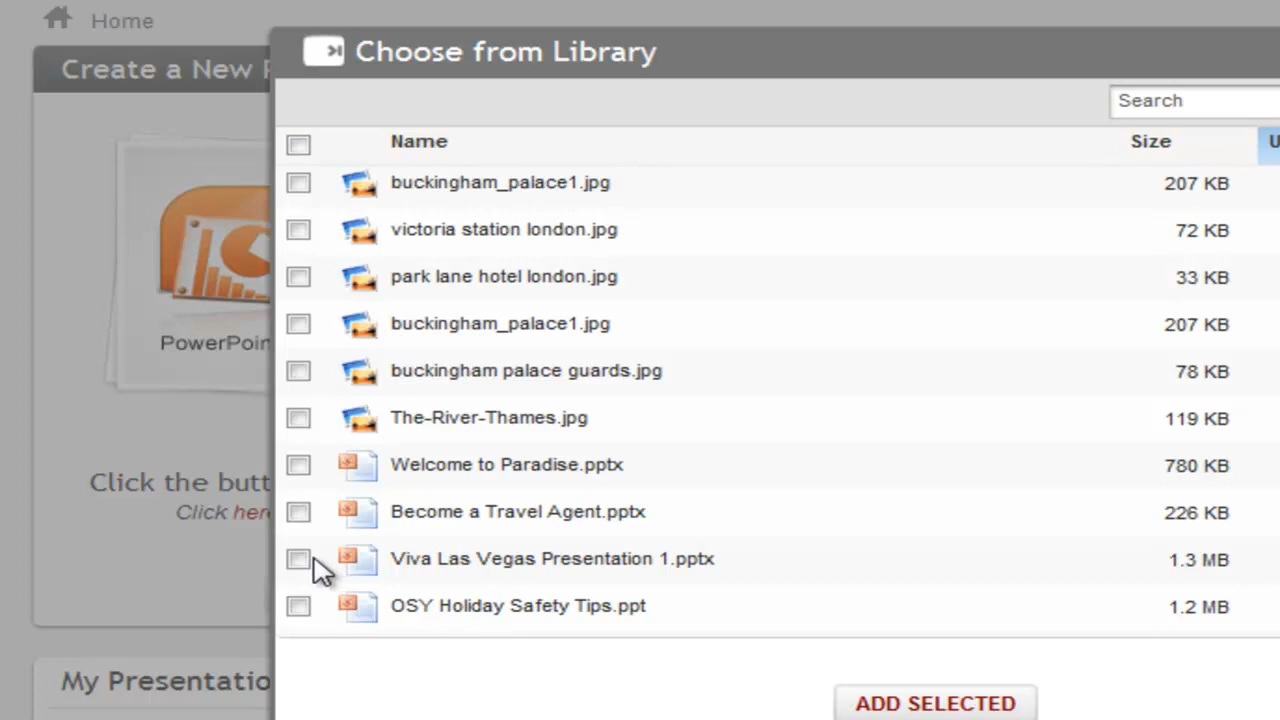 Home
Create a New P
Choose from Library
Search
Name Size U
buckingham_palace1.jpg 207 KB
victoria station london.jpg 72 KB
park lane hotel london.jpg 33 KB
buckingham_palace1.jpg 207 KB
buckingham palace guards.jpg 78 KB
The-River-Thames.jpg 119 KB
Welcome to Paradise.pptx 780 KB
Become a Travel Agent.pptx 226 KB
Viva Las Vegas Presentation 1.pptx 1.3 MB
OSY Holiday Safety Tips.ppt 1.2 MB
PowerPoin
Click the butt
Click here
My Presentatio
ADD SELECTED